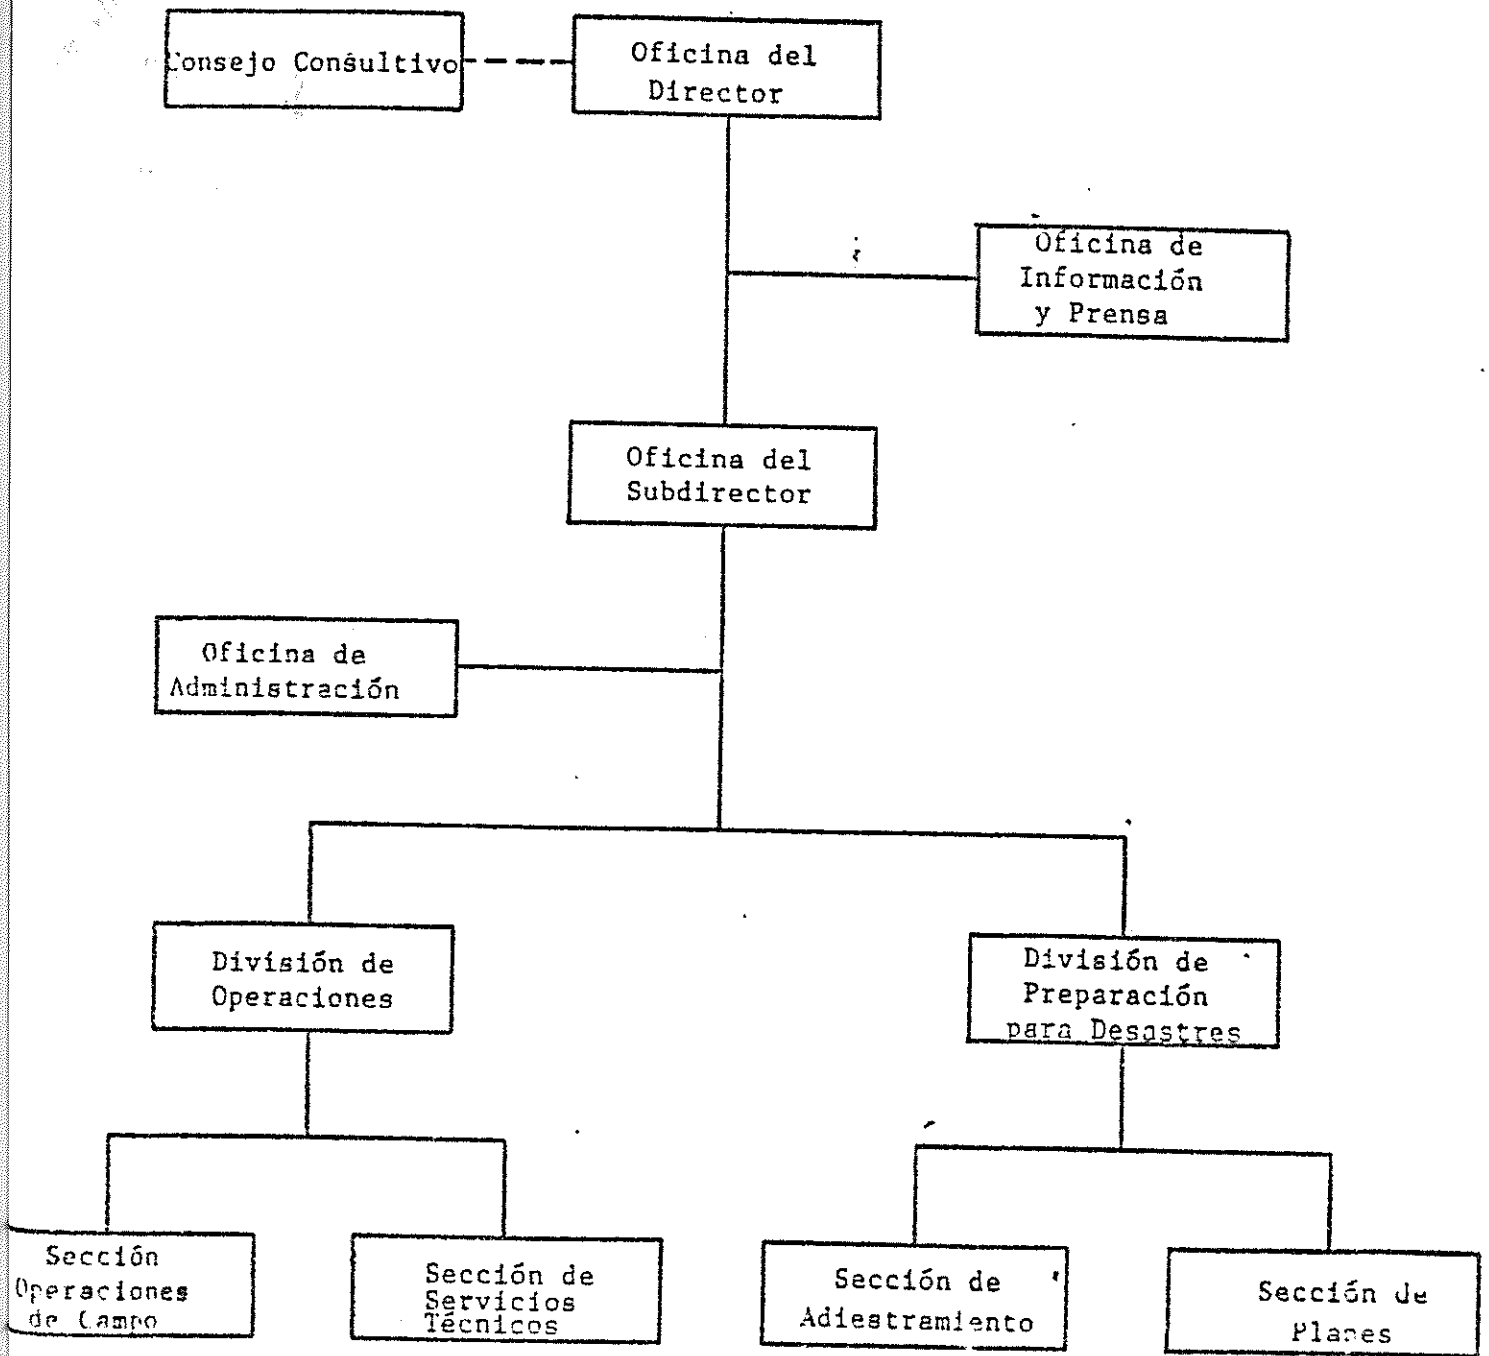 Consejo Consultivo
Oficina del
Director
Oficina de
Información
y Prensa
Oficina del
Subdirector
Oficina de
Administración
División de
Operaciones
División de
Preparación
para Desastres
Sección
Operaciones
de Campo
Sección de
Servicios
Técnicos
Sección de
Adiestramiento
Sección de
Planes